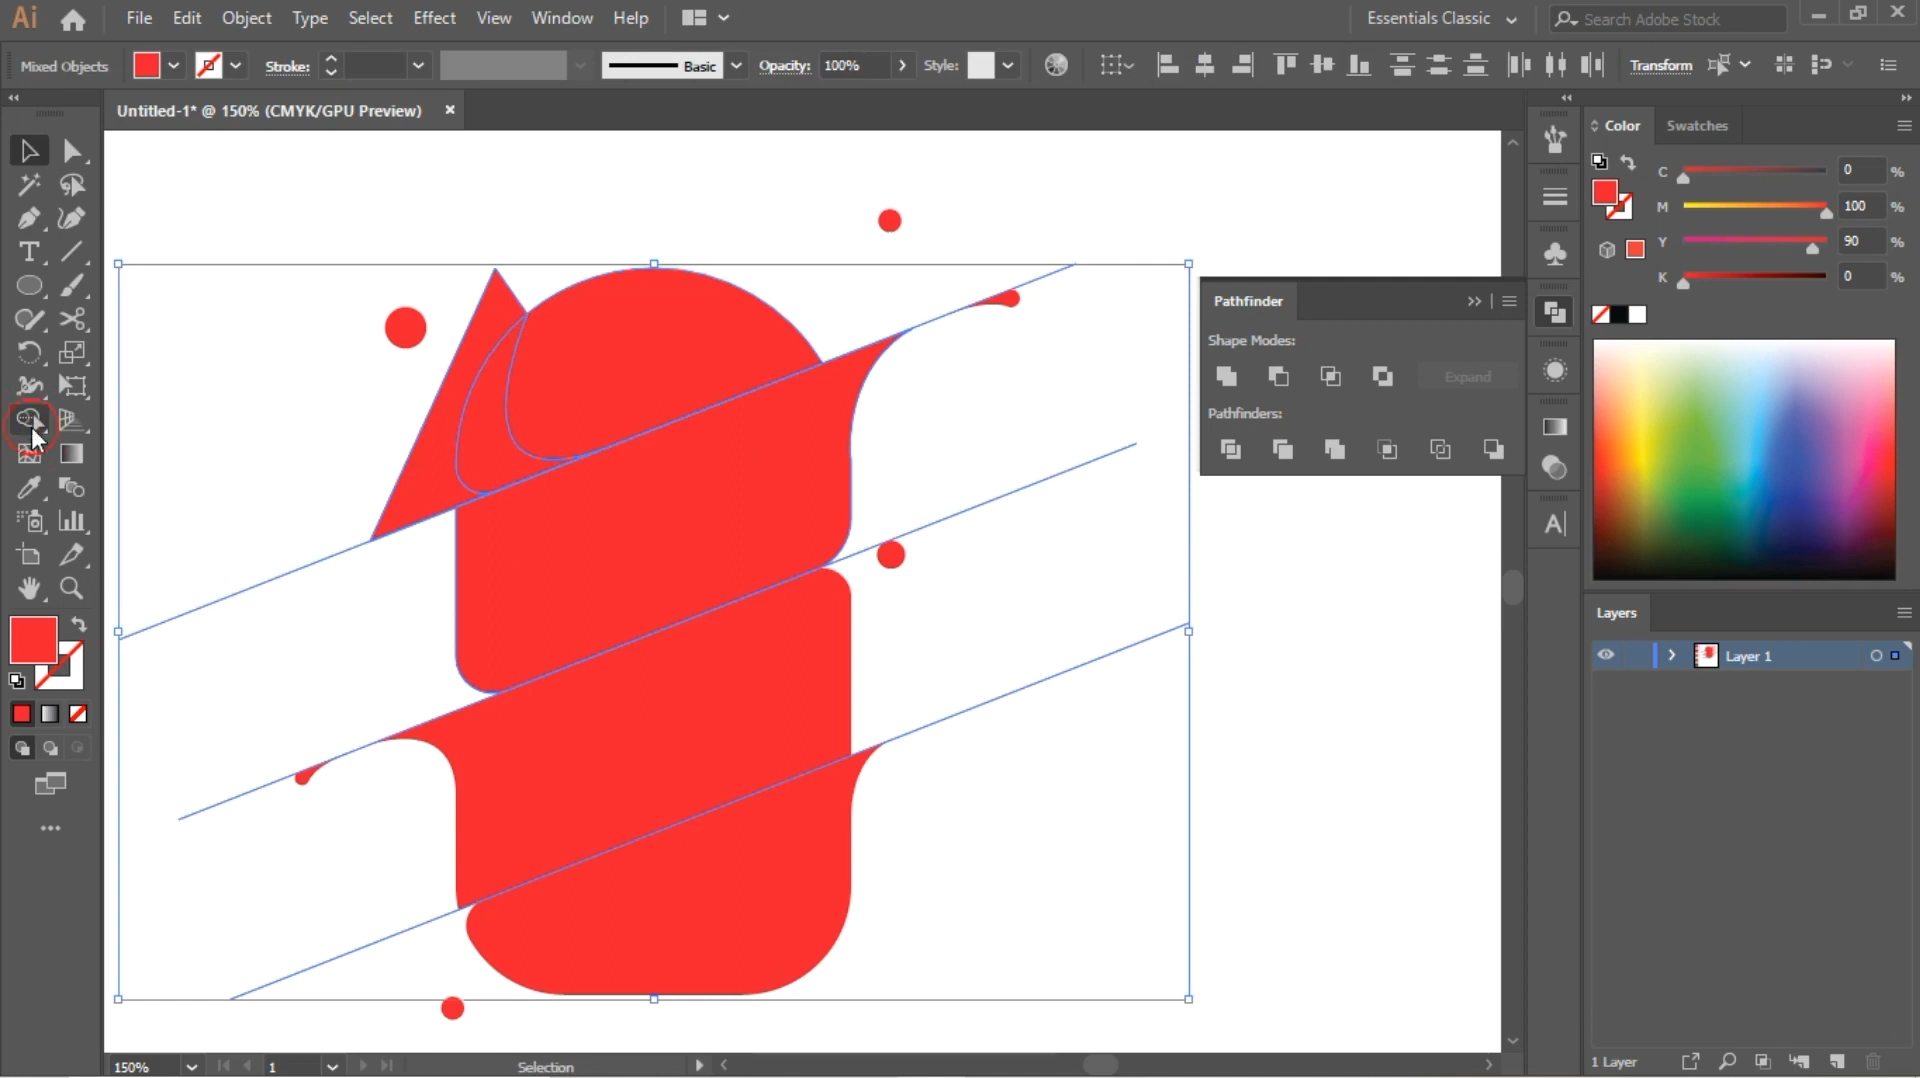 Ai File Edit Object Type Select Effect View Window Help Essentials Classic Search Adobe Stock
Mixed Objects Stroke: Basic Opacity: 100% Style: Transform
Untitled-1* @ 150% (CMYK/GPU Preview)
Color Swatches
C 0 %
M 100 %
Y 90 %
K 0 %
Pathfinder
Shape Modes:
Expand
Pathfinders:
Layers
Layer 1
150% 1 Selection
1 Layer